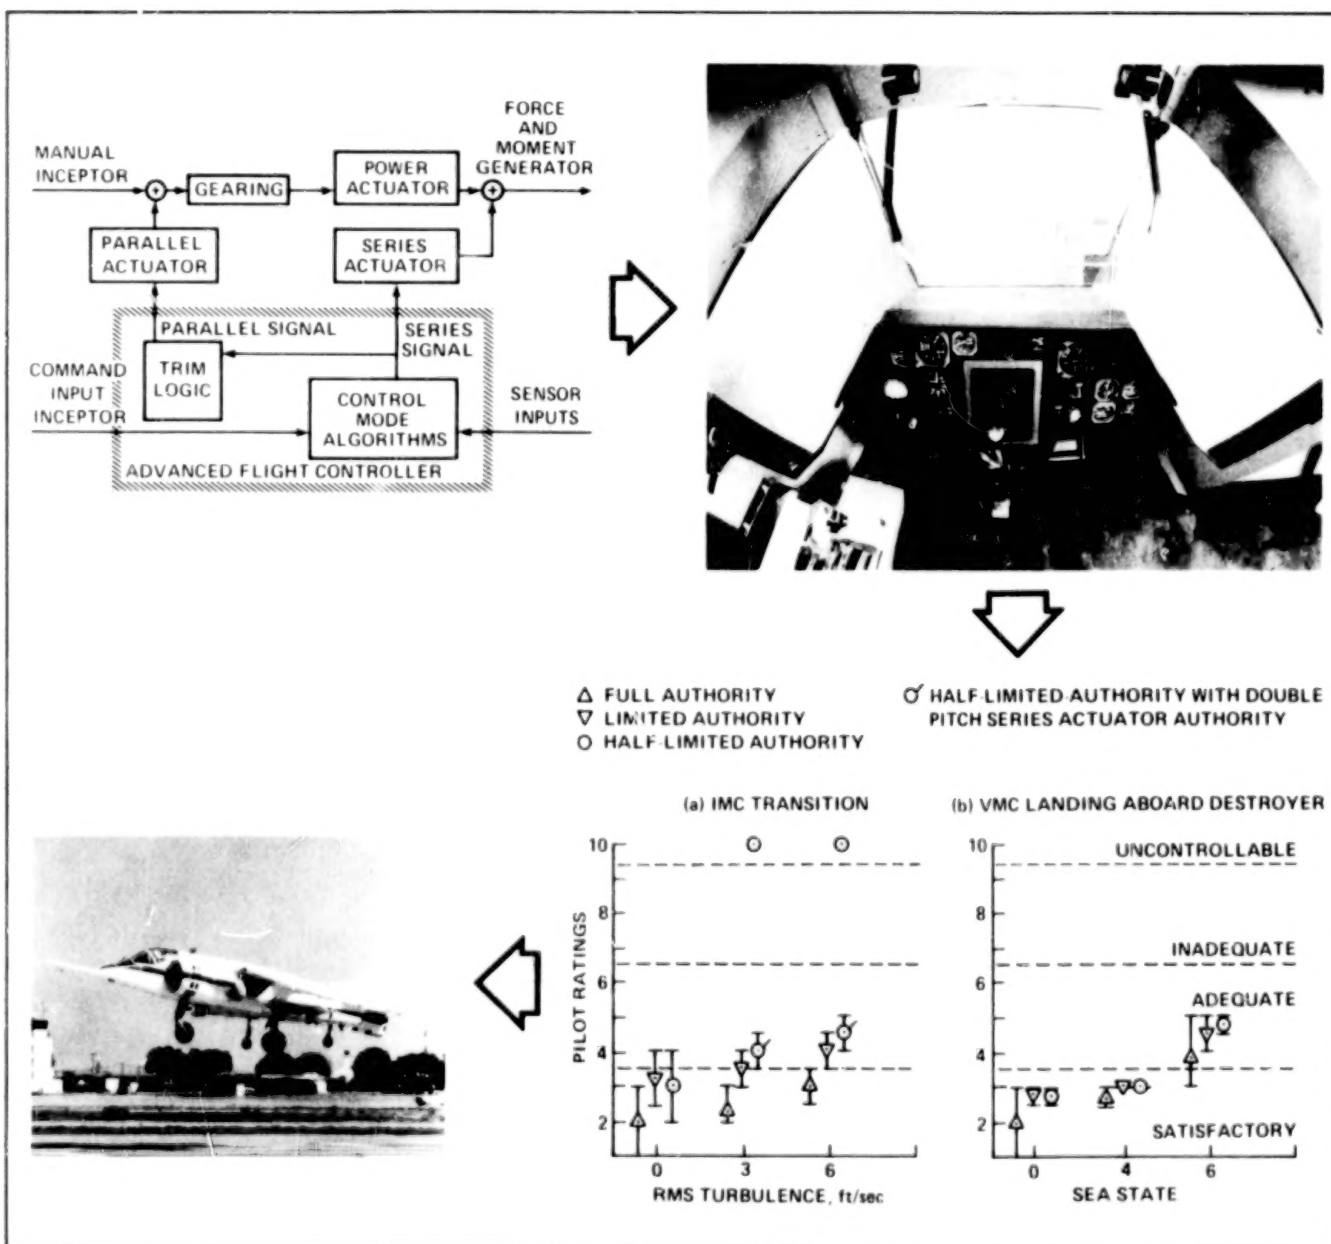 FORCE
AND
MOMENT
GENERATOR
MANUAL
INCEPTOR
GEARING
POWER
ACTUATOR
PARALLEL
ACTUATOR
SERIES
ACTUATOR
PARALLEL SIGNAL
SERIES
SIGNAL
COMMAND
INPUT
INCEPTOR
TRIM
LOGIC
CONTROL
MODE
ALGORITHMS
SENSOR
INPUTS
ADVANCED FLIGHT CONTROLLER
△ FULL AUTHORITY
▽ LIMITED AUTHORITY
○ HALF-LIMITED AUTHORITY
HALF-LIMITED-AUTHORITY WITH DOUBLE
PITCH SERIES ACTUATOR AUTHORITY
(a) IMC TRANSITION
PILOT RATINGS
10
8
6
4
2
0 3 6
RMS TURBULENCE, ft/sec
(b) VMC LANDING ABOARD DESTROYER
10
8
6
4
2
UNCONTROLLABLE
INADEQUATE
ADEQUATE
SATISFACTORY
0 4 6
SEA STATE